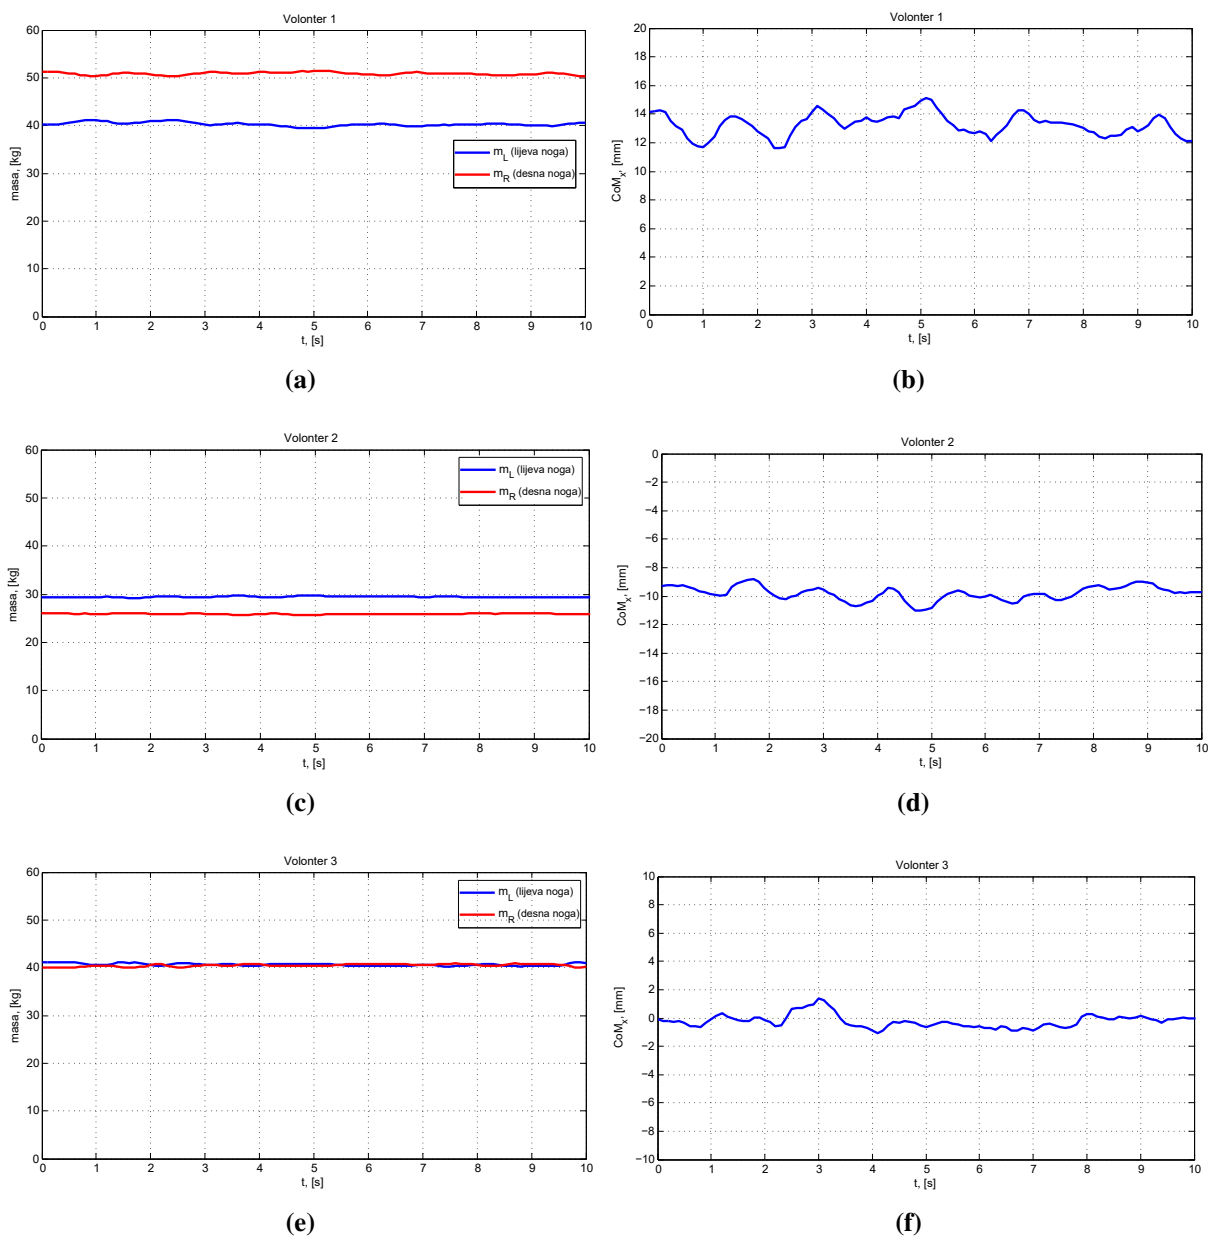 Volonter 1
60
50
40
30
20
10
0
masa, [kg]
m_L (lijeva noga)
m_R (desna noga)
0 1 2 3 4 5 6 7 8 9 10
t, [s]
(a)
Volonter 1
20
18
16
14
12
10
8
6
4
2
0
CoM_x, [mm]
0 1 2 3 4 5 6 7 8 9 10
t, [s]
(b)
Volonter 2
60
50
40
30
20
10
0
masa, [kg]
m_L (lijeva noga)
m_R (desna noga)
0 1 2 3 4 5 6 7 8 9 10
t, [s]
(c)
Volonter 2
0
−2
−4
−6
−8
−10
−12
−14
−16
−18
−20
CoM_x, [mm]
0 1 2 3 4 5 6 7 8 9 10
t, [s]
(d)
Volonter 3
60
50
40
30
20
10
0
masa, [kg]
m_L (lijeva noga)
m_R (desna noga)
0 1 2 3 4 5 6 7 8 9 10
t, [s]
(e)
Volonter 3
10
8
6
4
2
0
−2
−4
−6
−8
−10
CoM_x, [mm]
0 1 2 3 4 5 6 7 8 9 10
t, [s]
(f)